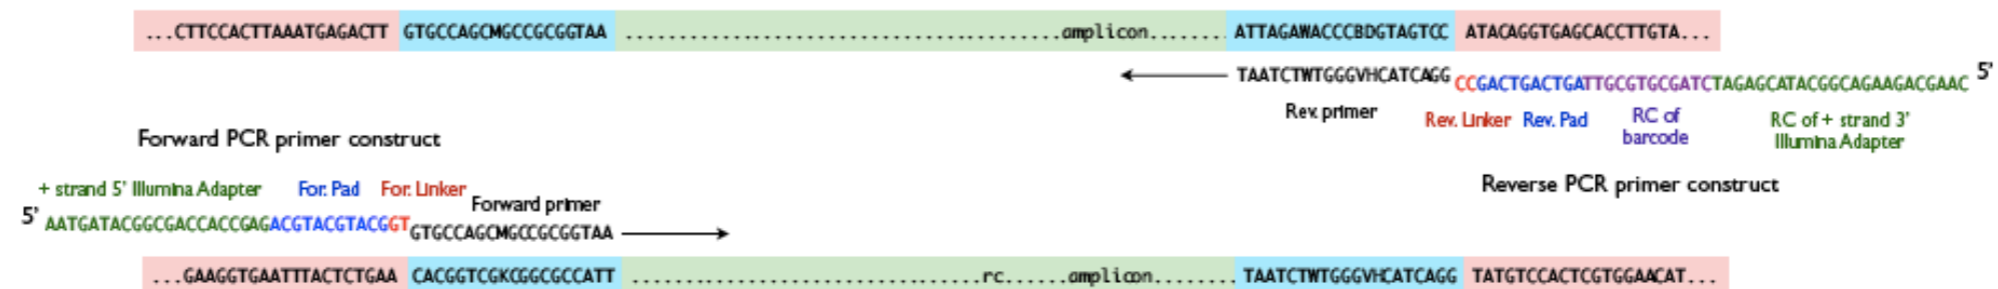 ...CTTCCACTTAAATGAGACTT GTGCCAGCMGCCGCGGTAA .......................................amplicon....... ATTAGAWACCCBDGTAGTCC ATACAGGTGAGCACCTTGTA...
TAATCTWTGGGVHCATCAGG CCGACTGACTGATTGCGTGCGATCTAGAGCATACGGCAGAAGACGAAC 5’
Rev. primer Rev. Linker Rev. Pad RC of barcode RC of + strand 3’ Illumina Adapter
Forward PCR primer construct
Reverse PCR primer construct
+ strand 5’ Illumina Adapter For. Pad For. Linker Forward primer
5’ AATGATACGGCGACCACCGAGACGTACGTACGGT GTGCCAGCMGCCGCGGTAA
...GAAGGTGAATTTACTCTGAA CACGGTCGKCGGCGCCATT ...............................rc......amplicon........ TAATCTWTGGGVHCATCAGG TATGTCCACTCGTGGAACAT...